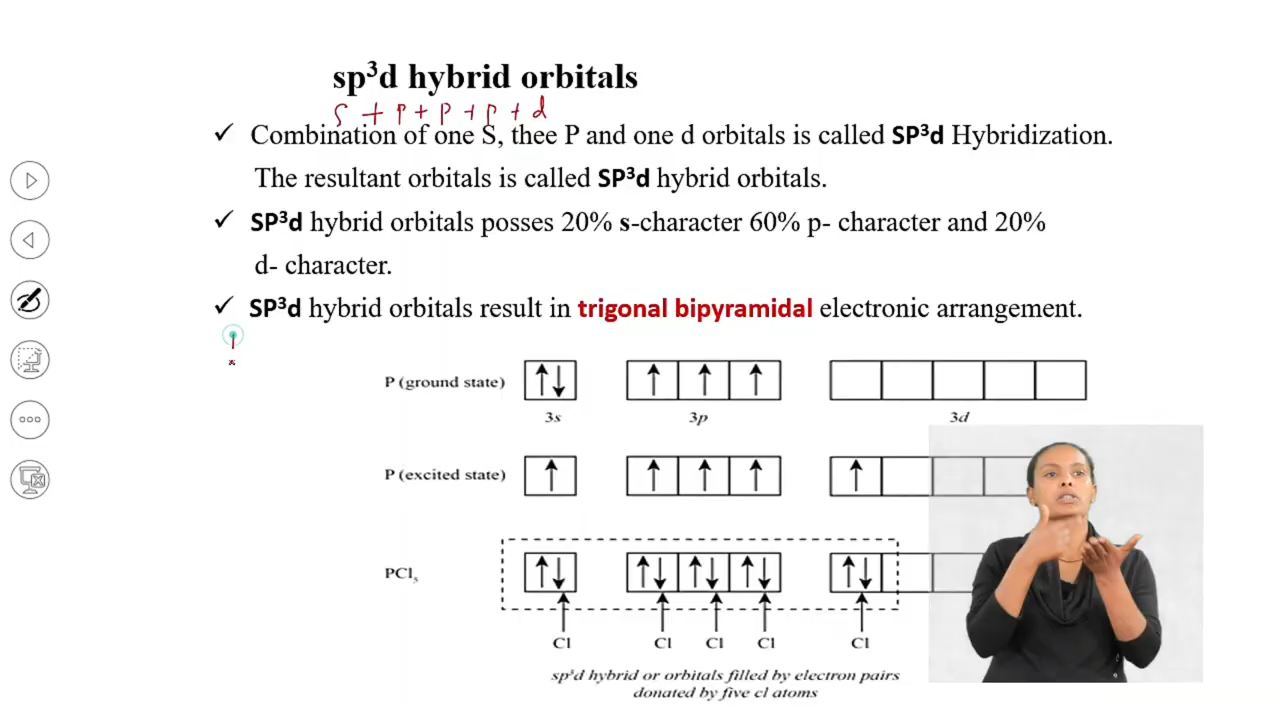 sp³d hybrid orbitals
s + p + p + p + d
✓ Combination of one S, thee P and one d orbitals is called SP³d Hybridization.
The resultant orbitals is called SP³d hybrid orbitals.
✓ SP³d hybrid orbitals posses 20% s-character 60% p- character and 20%
d- character.
✓ SP³d hybrid orbitals result in trigonal bipyramidal electronic arrangement.
P (ground state)
3s 3p 3d
P (excited state)
PCl₅
Cl Cl Cl Cl Cl
sp³d hybrid or orbitals filled by electron pairs
donated by five cl atoms